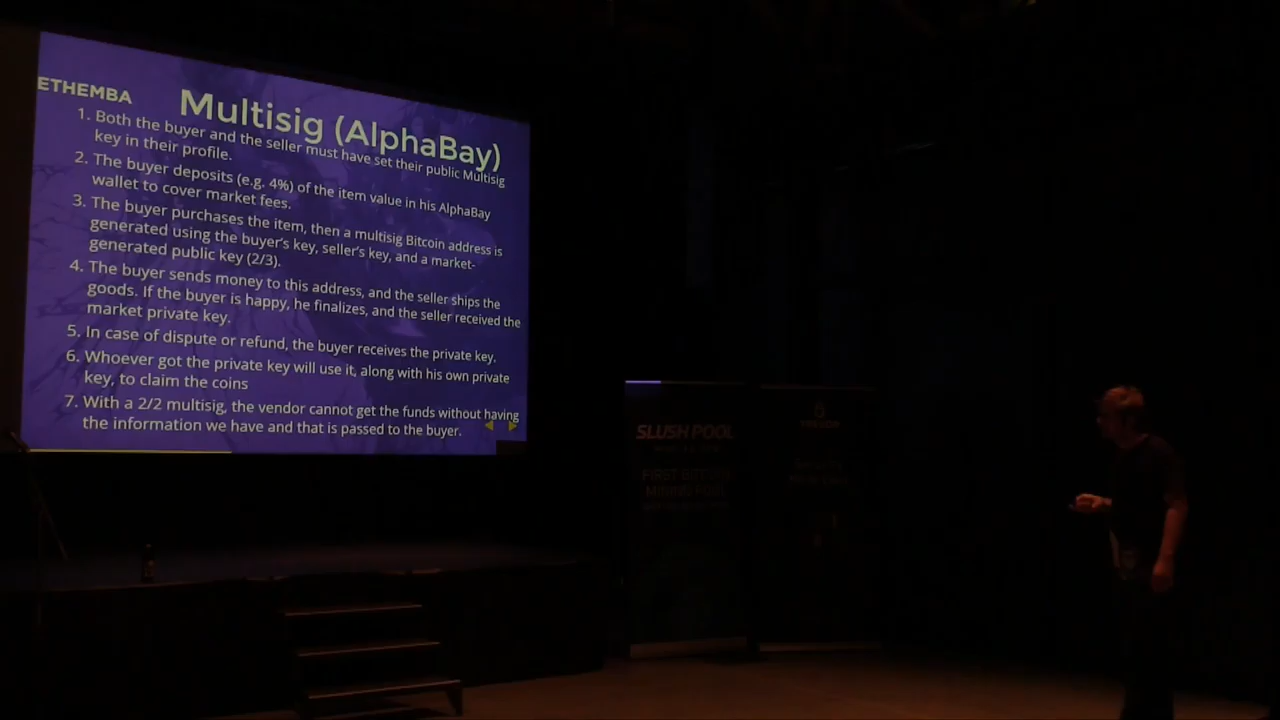 ETHEMBA
Multisig (AlphaBay)
1. Both the buyer and the seller must have set their public Multisig
key in their profile.
2. The buyer deposits (e.g. 4%) of the item value in his AlphaBay
wallet to cover market fees.
3. The buyer purchases the item, then a multisig Bitcoin address is
generated using the buyer's key, seller's key, and a market-
generated public key (2/3).
4. The buyer sends money to this address, and the seller ships the
goods. If the buyer is happy, he finalizes, and the seller received the
market private key.
5. In case of dispute or refund, the buyer receives the private key.
6. Whoever got the private key will use it, along with his own private
key, to claim the coins
7. With a 2/2 multisig, the vendor cannot get the funds without having
the information we have and that is passed to the buyer.
SLUSH POOL
FIRST BITCOIN
MINING POOL
TREZOR